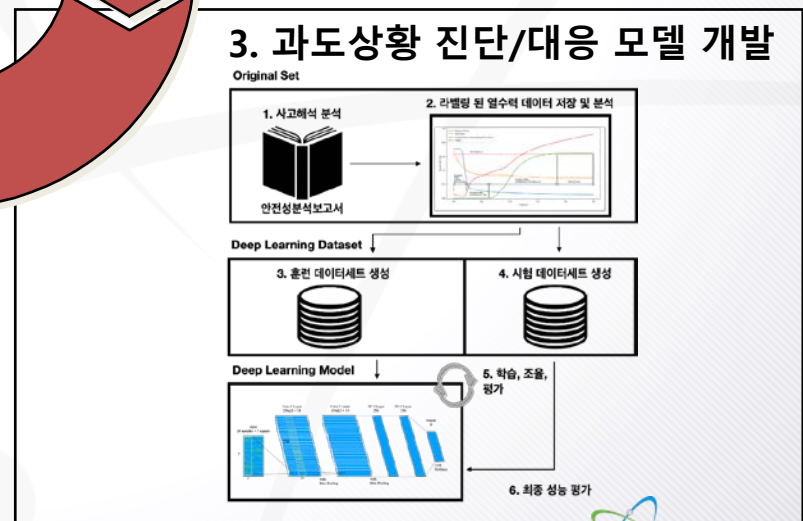 3. 과도상황 진단/대응 모델 개발
Original Set
1. 사고해석 분석
2. 라벨링 된 열수력 데이터 저장 및 분석
안전성분석보고서
Deep Learning Dataset
3. 훈련 데이터세트 생성
4. 시험 데이터세트 생성
Deep Learning Model
5. 학습, 조율,
평가
6. 최종 성능 평가